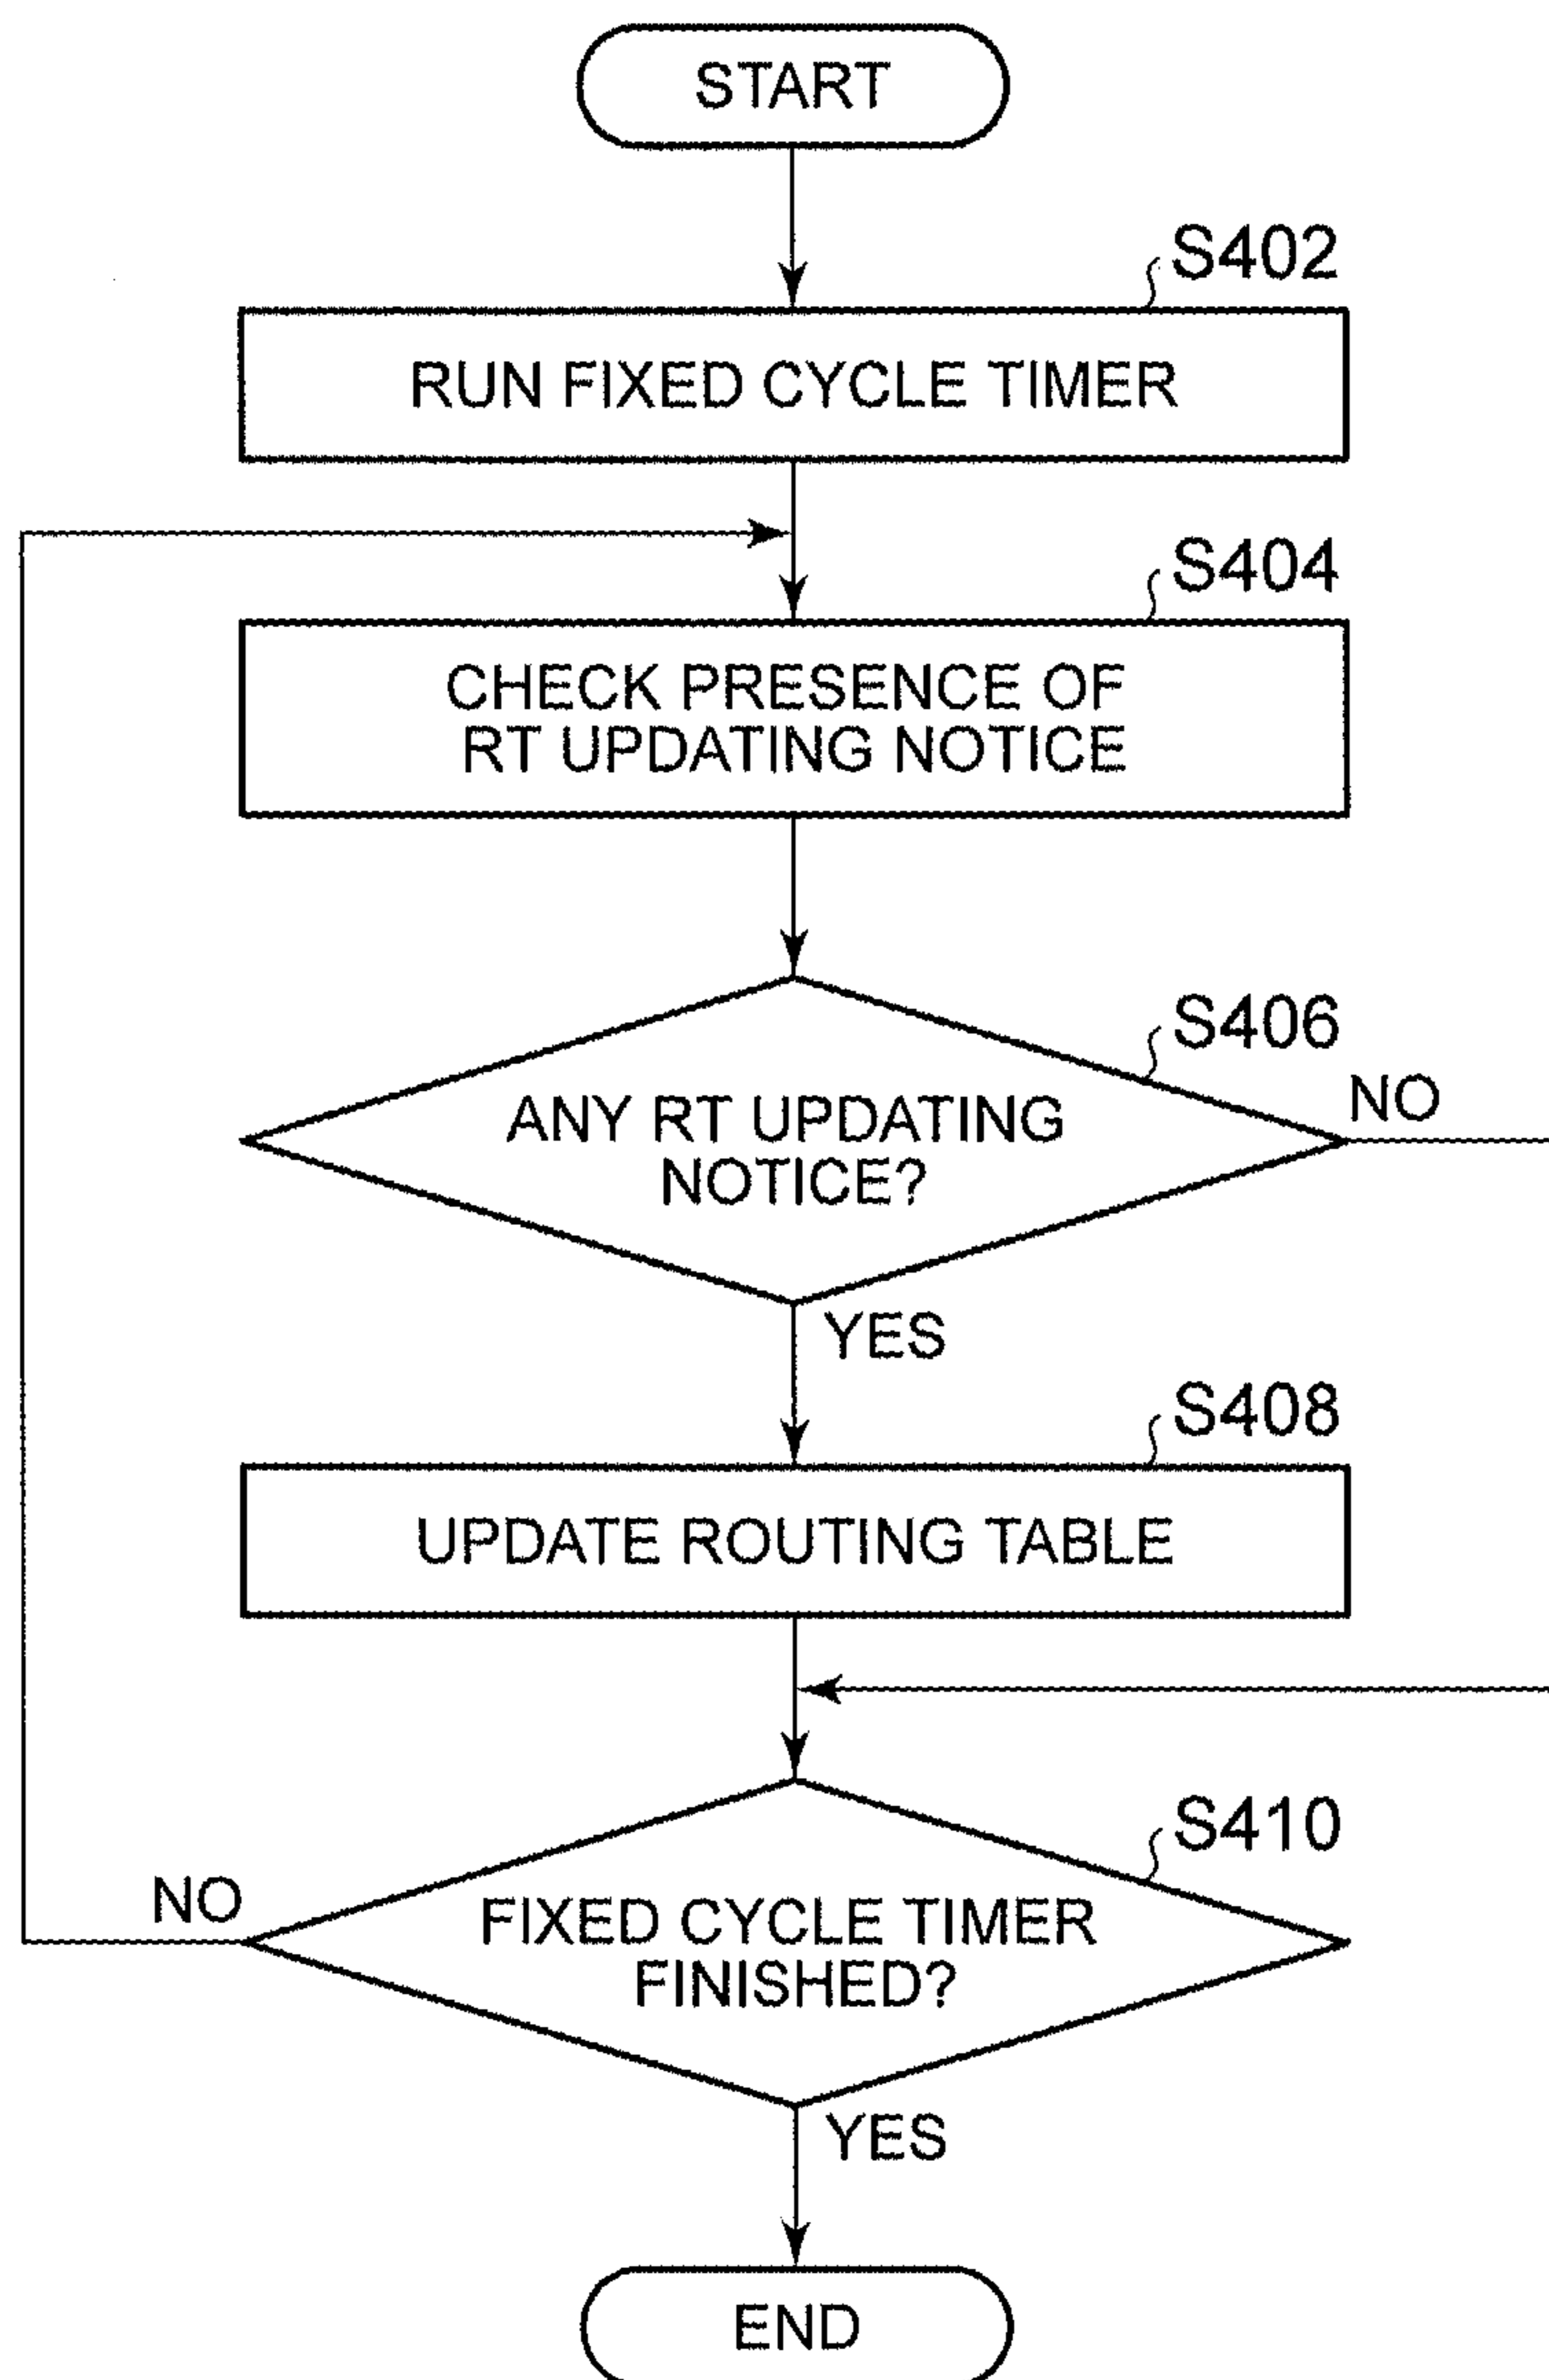 START
S402
RUN FIXED CYCLE TIMER
S404
CHECK PRESENCE OF
RT UPDATING NOTICE
S406
NO
ANY RT UPDATING
NOTICE?
YES
S408
UPDATE ROUTING TABLE
S410
NO
FIXED CYCLE TIMER
FINISHED?
YES
END